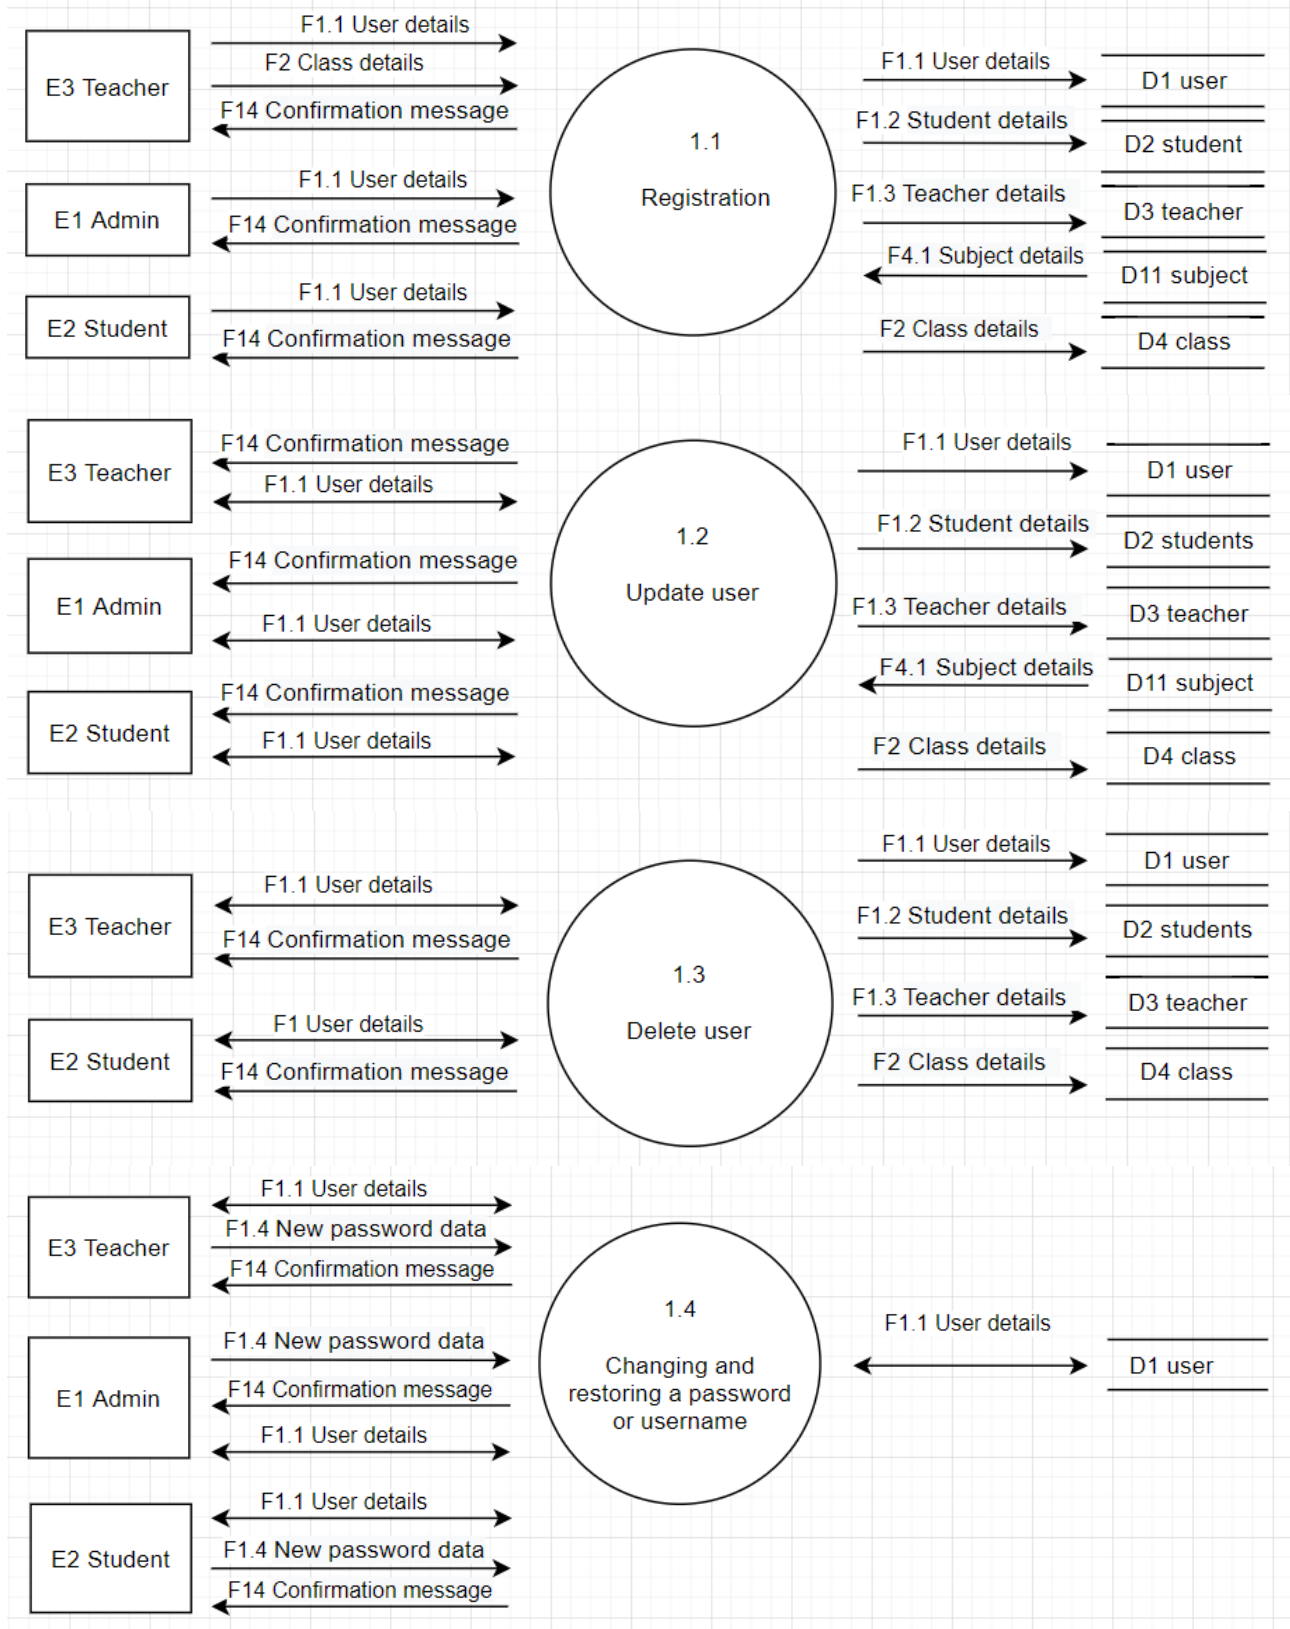 F1.1 User details
F2 Class details
F14 Confirmation message
E3 Teacher
F1.1 User details
F14 Confirmation message
E1 Admin
F1.1 User details
F14 Confirmation message
E2 Student
1.1
Registration
F1.1 User details
D1 user
F1.2 Student details
D2 student
F1.3 Teacher details
D3 teacher
F4.1 Subject details
D11 subject
F2 Class details
D4 class
F14 Confirmation message
F1.1 User details
E3 Teacher
F14 Confirmation message
F1.1 User details
E1 Admin
F14 Confirmation message
F1.1 User details
E2 Student
1.2
Update user
F1.1 User details
D1 user
F1.2 Student details
D2 students
F1.3 Teacher details
D3 teacher
F4.1 Subject details
D11 subject
F2 Class details
D4 class
F1.1 User details
F14 Confirmation message
E3 Teacher
F1 User details
F14 Confirmation message
E2 Student
1.3
Delete user
F1.1 User details
D1 user
F1.2 Student details
D2 students
F1.3 Teacher details
D3 teacher
F2 Class details
D4 class
F1.1 User details
F1.4 New password data
F14 Confirmation message
E3 Teacher
F1.4 New password data
F14 Confirmation message
F1.1 User details
E1 Admin
F1.1 User details
F1.4 New password data
F14 Confirmation message
E2 Student
1.4
Changing and
restoring a password
or username
F1.1 User details
D1 user